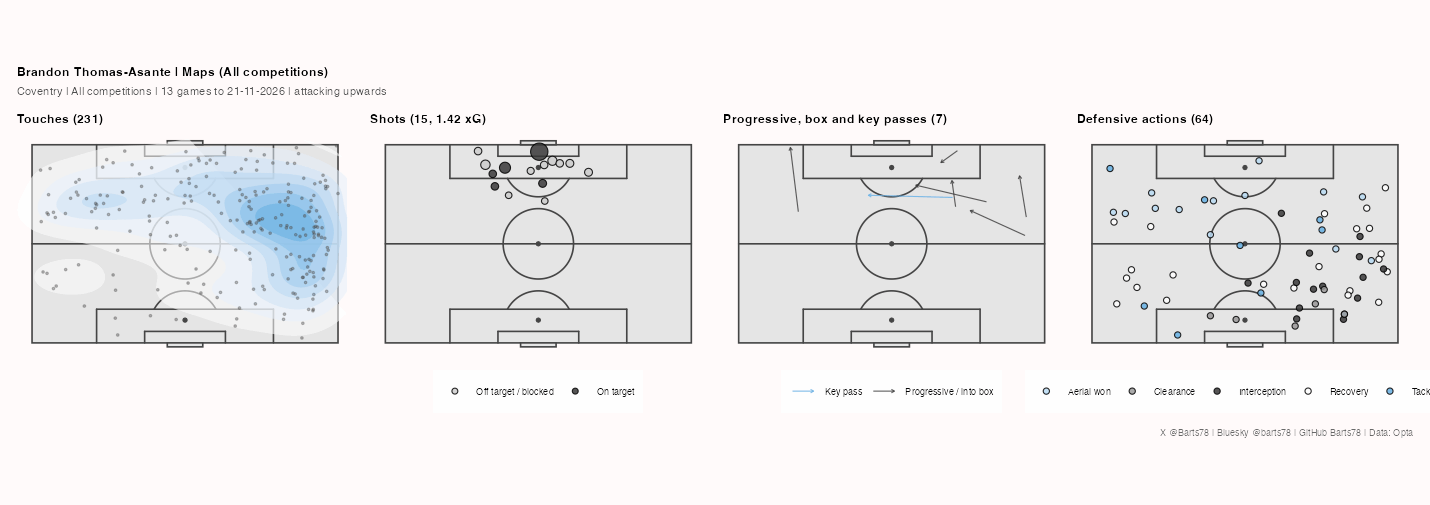 Brandon Thomas-Asante | Maps (All competitions)
Coventry | All competitions | 13 games to 21-11-2026 | attacking upwards
Touches (231)
Shots (15, 1.42 xG)
Progressive, box and key passes (7)
Defensive actions (64)
Off target / blocked
On target
Key pass
Progressive / into box
Aerial won
Clearance
Interception
Recovery
Tack
X @Barts78 | Bluesky @barts78 | GitHub Barts78 | Data: Opta